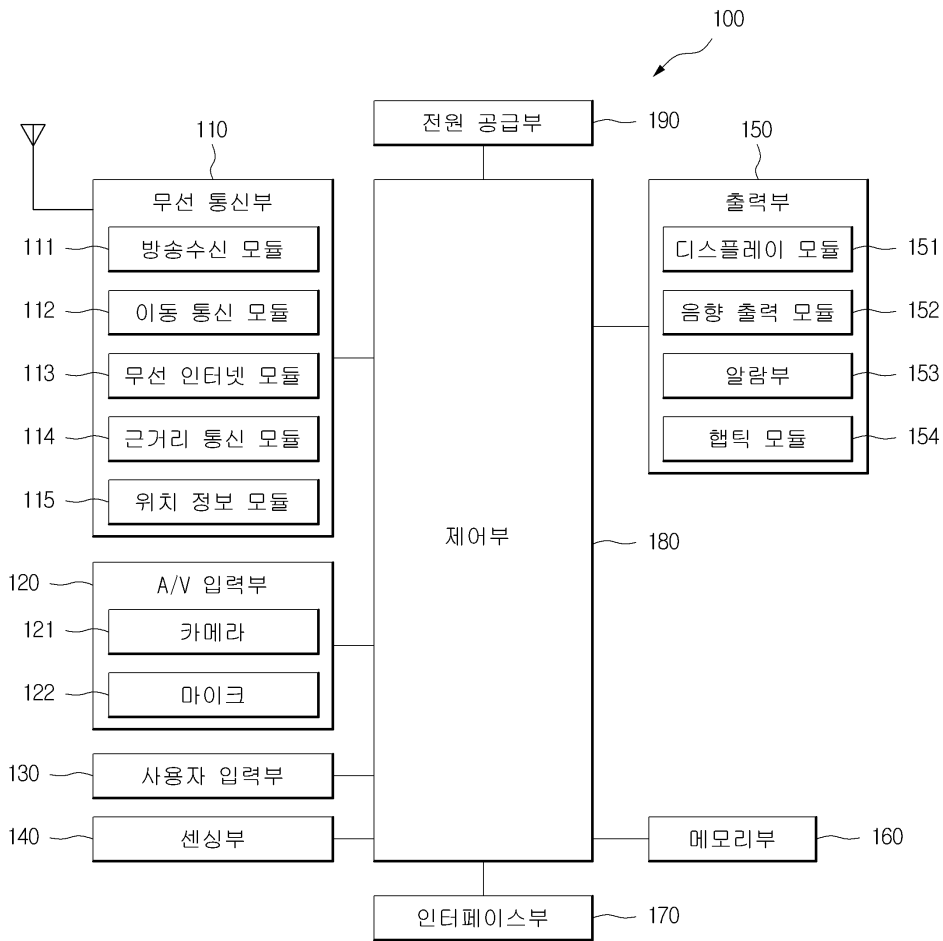 100
전원 공급부 190
110
무선 통신부
111 방송수신 모듈
112 이동 통신 모듈
113 무선 인터넷 모듈
114 근거리 통신 모듈
115 위치 정보 모듈
120 A/V 입력부
121 카메라
122 마이크
130 사용자 입력부
140 센싱부
제어부 180
150
출력부
디스플레이 모듈 151
음향 출력 모듈 152
알람부 153
햅틱 모듈 154
메모리부 160
인터페이스부 170